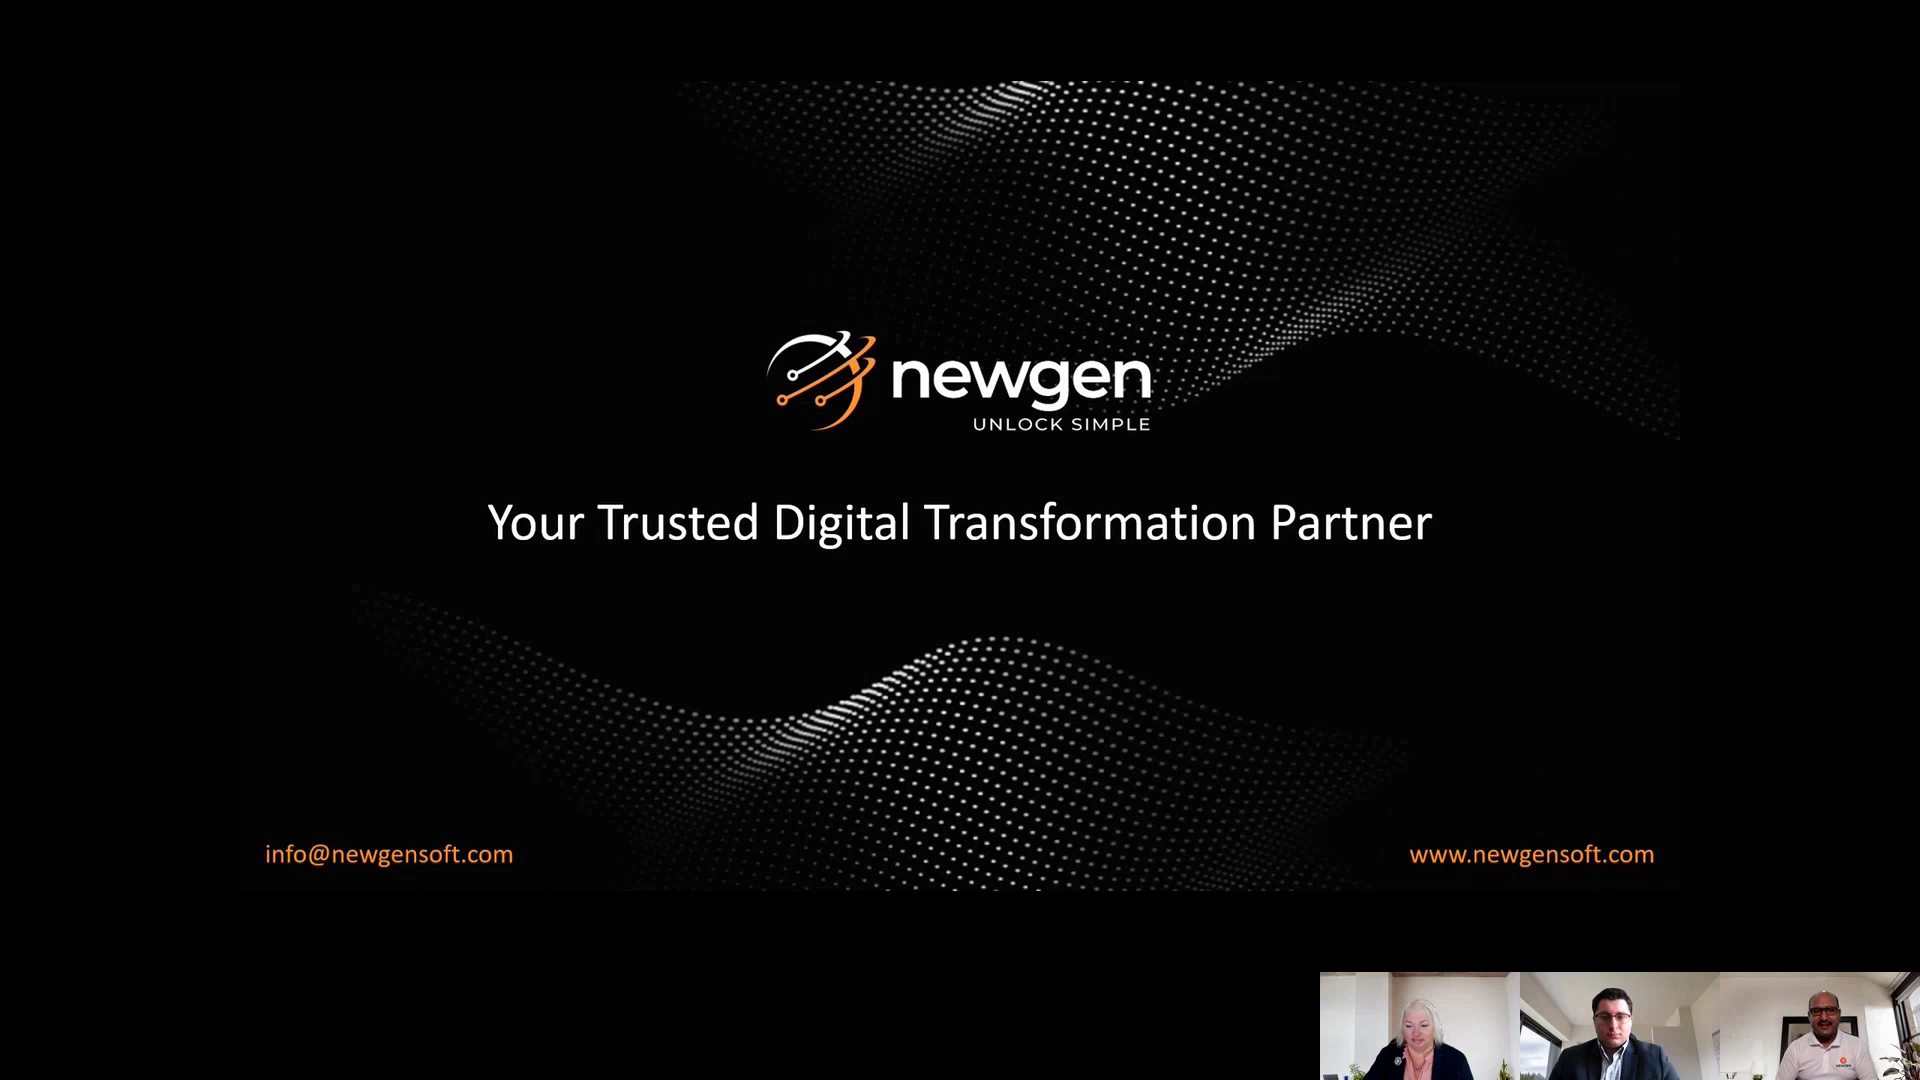 newgen
UNLOCK SIMPLE
Your Trusted Digital Transformation Partner
info@newgensoft.com
www.newgensoft.com